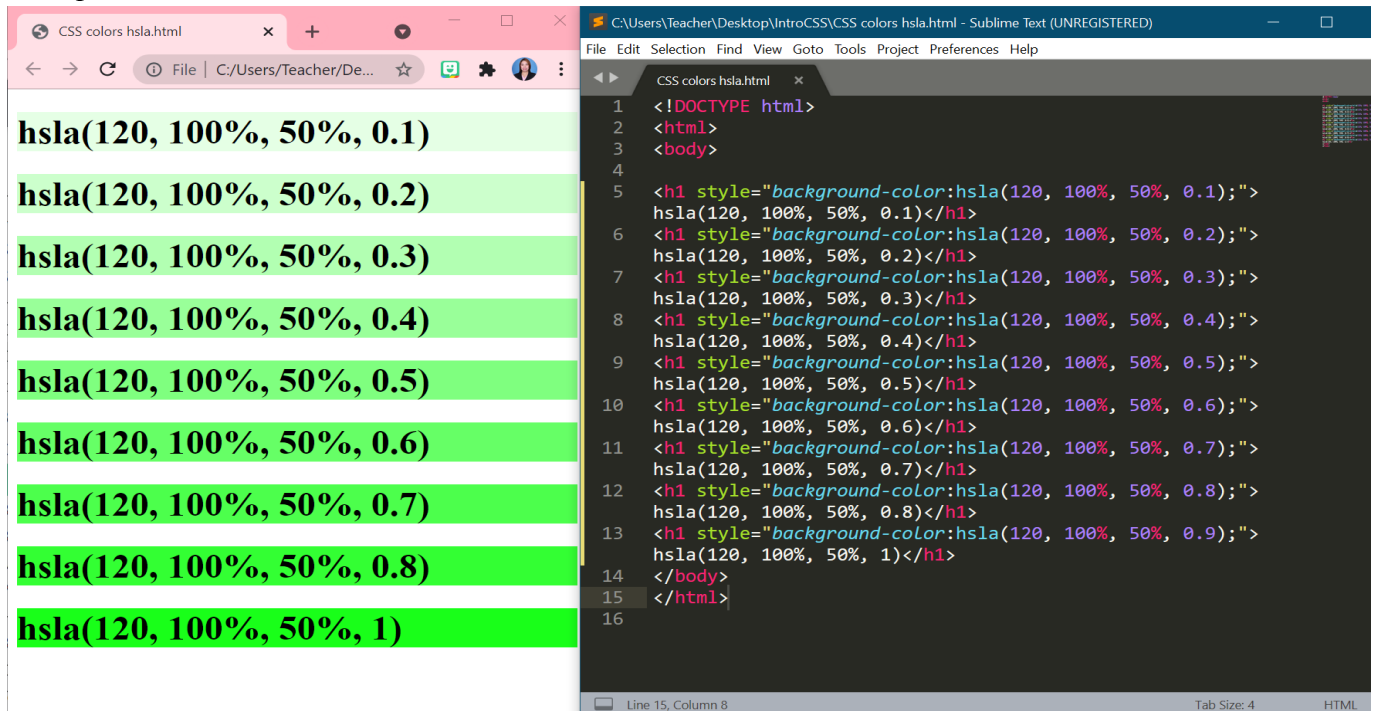 CSS colors hsla.html
File | C:/Users/Teacher/De...
hsla(120, 100%, 50%, 0.1)
hsla(120, 100%, 50%, 0.2)
hsla(120, 100%, 50%, 0.3)
hsla(120, 100%, 50%, 0.4)
hsla(120, 100%, 50%, 0.5)
hsla(120, 100%, 50%, 0.6)
hsla(120, 100%, 50%, 0.7)
hsla(120, 100%, 50%, 0.8)
hsla(120, 100%, 50%, 1)
C:\Users\Teacher\Desktop\IntroCSS\CSS colors hsla.html - Sublime Text (UNREGISTERED)
File Edit Selection Find View Goto Tools Project Preferences Help
CSS colors hsla.html
1 <!DOCTYPE html>
2 <html>
3 <body>
4
5 <h1 style="background-color:hsla(120, 100%, 50%, 0.1);">
hsla(120, 100%, 50%, 0.1)</h1>
6 <h1 style="background-color:hsla(120, 100%, 50%, 0.2);">
hsla(120, 100%, 50%, 0.2)</h1>
7 <h1 style="background-color:hsla(120, 100%, 50%, 0.3);">
hsla(120, 100%, 50%, 0.3)</h1>
8 <h1 style="background-color:hsla(120, 100%, 50%, 0.4);">
hsla(120, 100%, 50%, 0.4)</h1>
9 <h1 style="background-color:hsla(120, 100%, 50%, 0.5);">
hsla(120, 100%, 50%, 0.5)</h1>
10 <h1 style="background-color:hsla(120, 100%, 50%, 0.6);">
hsla(120, 100%, 50%, 0.6)</h1>
11 <h1 style="background-color:hsla(120, 100%, 50%, 0.7);">
hsla(120, 100%, 50%, 0.7)</h1>
12 <h1 style="background-color:hsla(120, 100%, 50%, 0.8);">
hsla(120, 100%, 50%, 0.8)</h1>
13 <h1 style="background-color:hsla(120, 100%, 50%, 0.9);">
hsla(120, 100%, 50%, 1)</h1>
14 </body>
15 </html>
16
Line 15, Column 8 Tab Size: 4 HTML